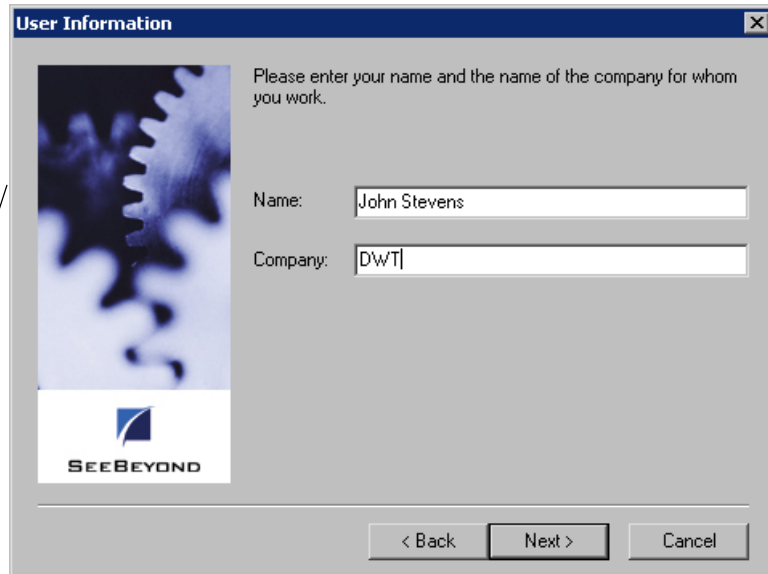 User Information
Please enter your name and the name of the company for whom
you work.
Name: John Stevens
Company: DWT
SEEBEYOND
< Back Next > Cancel